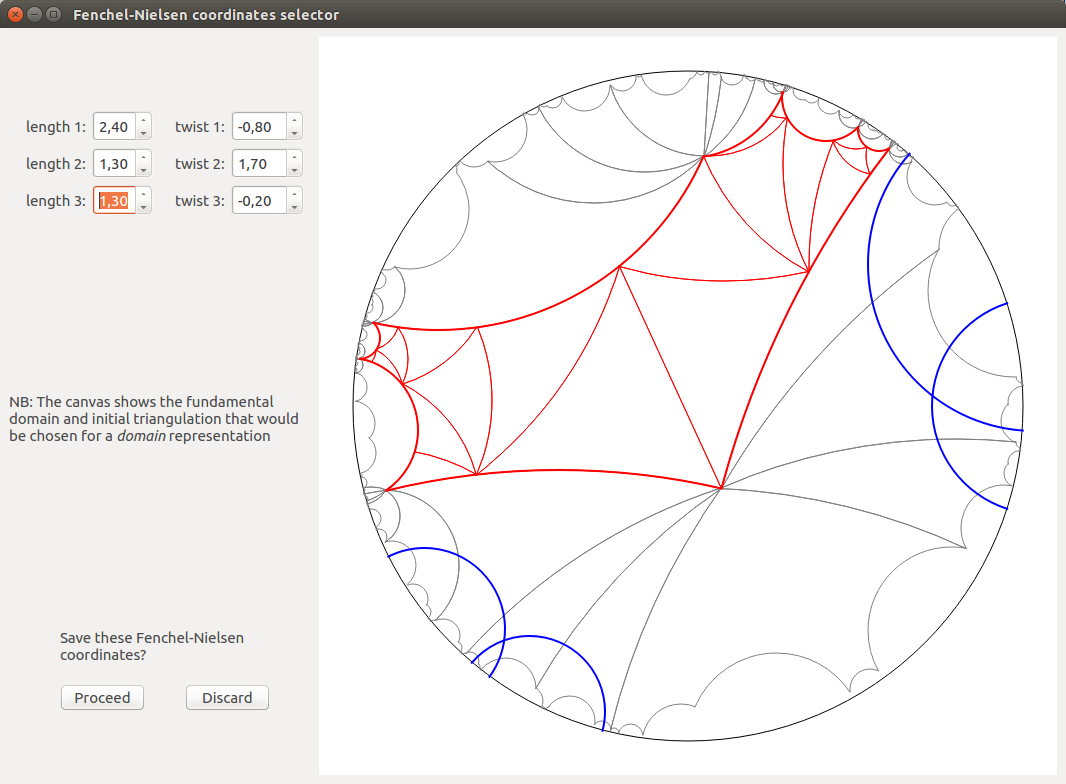 Fenchel-Nielsen coordinates selector
length 1: 2,40 twist 1: -0,80
length 2: 1,30 twist 2: 1,70
length 3: 1,30 twist 3: -0,20
NB: The canvas shows the fundamental
domain and initial triangulation that would
be chosen for a domain representation
Save these Fenchel-Nielsen
coordinates?
Proceed Discard